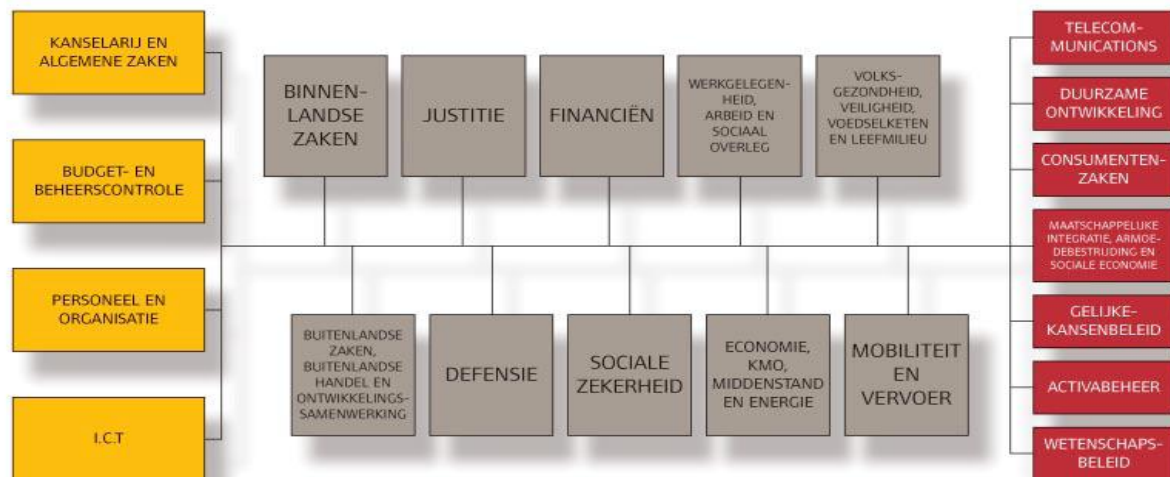 KANSELARIJ EN
ALGEMENE ZAKEN
BUDGET- EN
BEHEERSCONTROLE
PERSONEEL EN
ORGANISATIE
I.C.T
BINNEN-
LANDSE
ZAKEN
JUSTITIE
FINANCIËN
WERKGELEGEN-
HEID,
ARBEID EN
SOCIAAL
OVERLEG
VOLKS-
GEZONDHEID,
VEILIGHEID,
VOEDSELKETEN
EN LEEFMILIEU
BUITENLANDSE
ZAKEN,
BUITENLANDSE
HANDEL EN
ONTWIKKELINGS-
SAMENWERKING
DEFENSIE
SOCIALE
ZEKERHEID
ECONOMIE,
KMO,
MIDDENSTAND
EN ENERGIE
MOBILITEIT
EN
VERVOER
TELECOM-
MUNICATIONS
DUURZAME
ONTWIKKELING
CONSUMENTEN-
ZAKEN
MAATSCHAPPELIJKE
INTEGRATIE, ARMOE-
DEBESTRIJDING EN
SOCIALE ECONOMIE
GELIJKE-
KANSENBELEID
ACTIVABEHEER
WETENSCHAPS-
BELEID